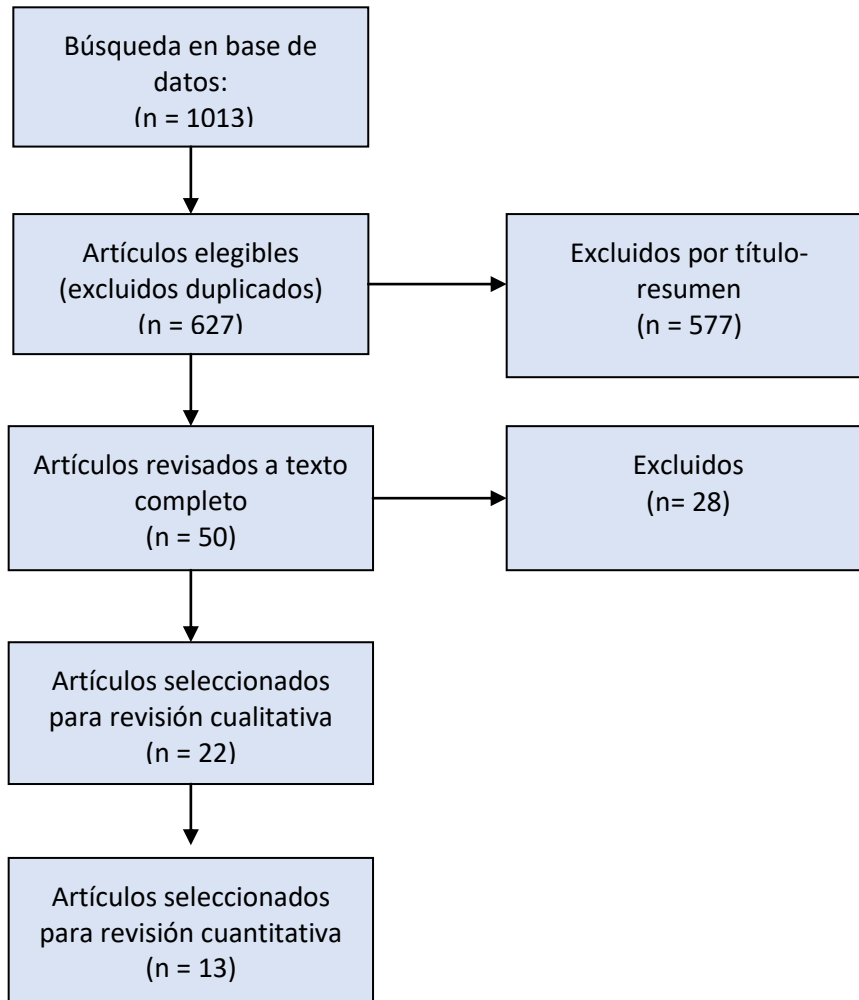 Búsqueda en base de
datos:
(n = 1013)
Artículos elegibles
(excluidos duplicados)
(n = 627)
Excluidos por título-
resumen
(n = 577)
Artículos revisados a texto
completo
(n = 50)
Excluidos
(n= 28)
Artículos seleccionados
para revisión cualitativa
(n = 22)
Artículos seleccionados
para revisión cuantitativa
(n = 13)